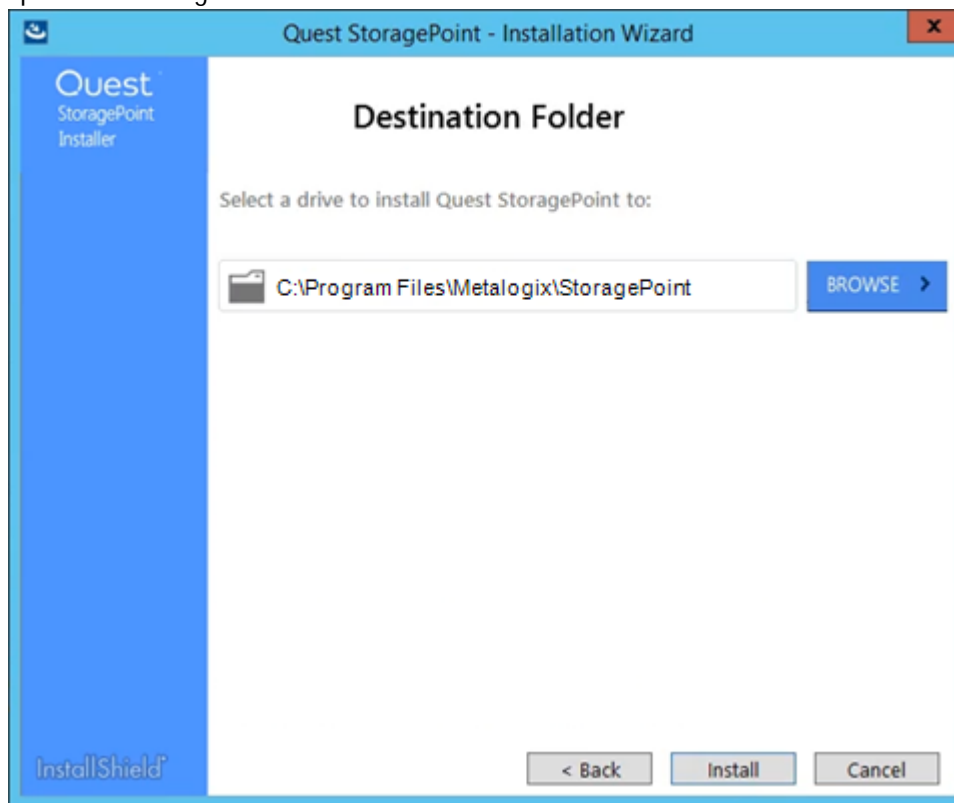 Quest StoragePoint - Installation Wizard
x
Quest
StoragePoint
Installer
Destination Folder
Select a drive to install Quest StoragePoint to:
C:\Program Files\Metalogix\StoragePoint
BROWSE >
InstallShield
< Back
Install
Cancel